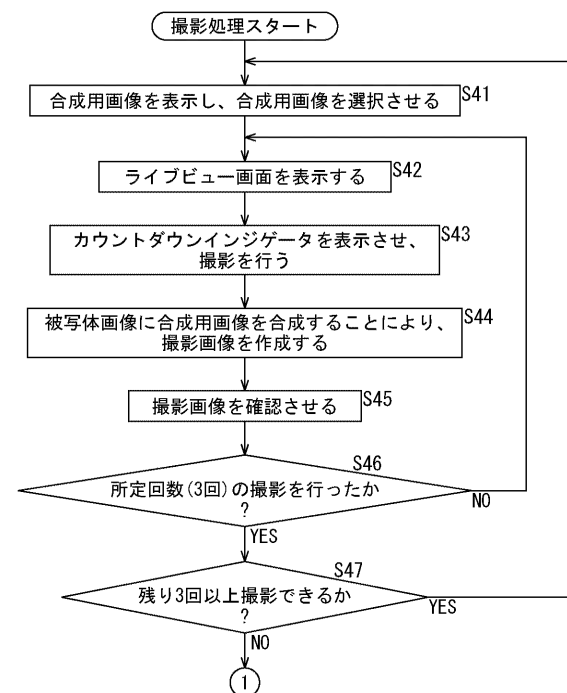 撮影処理スタート
合成用画像を表示し、合成用画像を選択させる
S41
ライブビュー画面を表示する
S42
カウントダウンインジゲータを表示させ、
撮影を行う
S43
被写体画像に合成用画像を合成することにより、
撮影画像を作成する
S44
撮影画像を確認させる
S45
S46
所定回数(3回)の撮影を行ったか
?
NO
YES
S47
残り3回以上撮影できるか
?
YES
NO
1